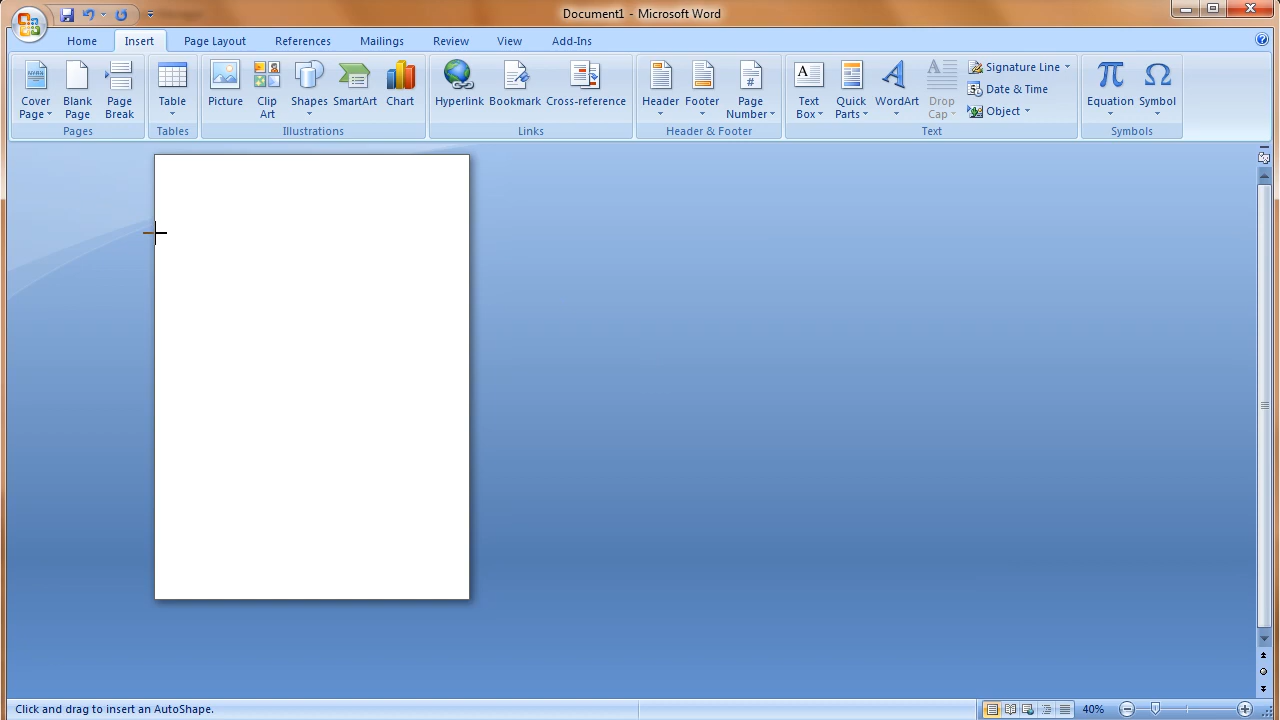 Document1 - Microsoft Word
Home Insert Page Layout References Mailings Review View Add-Ins
Cover Page Blank Page Page Break Table Picture Clip Art Shapes SmartArt Chart Hyperlink Bookmark Cross-reference Header Footer Page Number Text Box Quick Parts WordArt Drop Cap Signature Line Date & Time Object Equation Symbol
Pages Tables Illustrations Links Header & Footer Text Symbols
Click and drag to insert an AutoShape. 40%